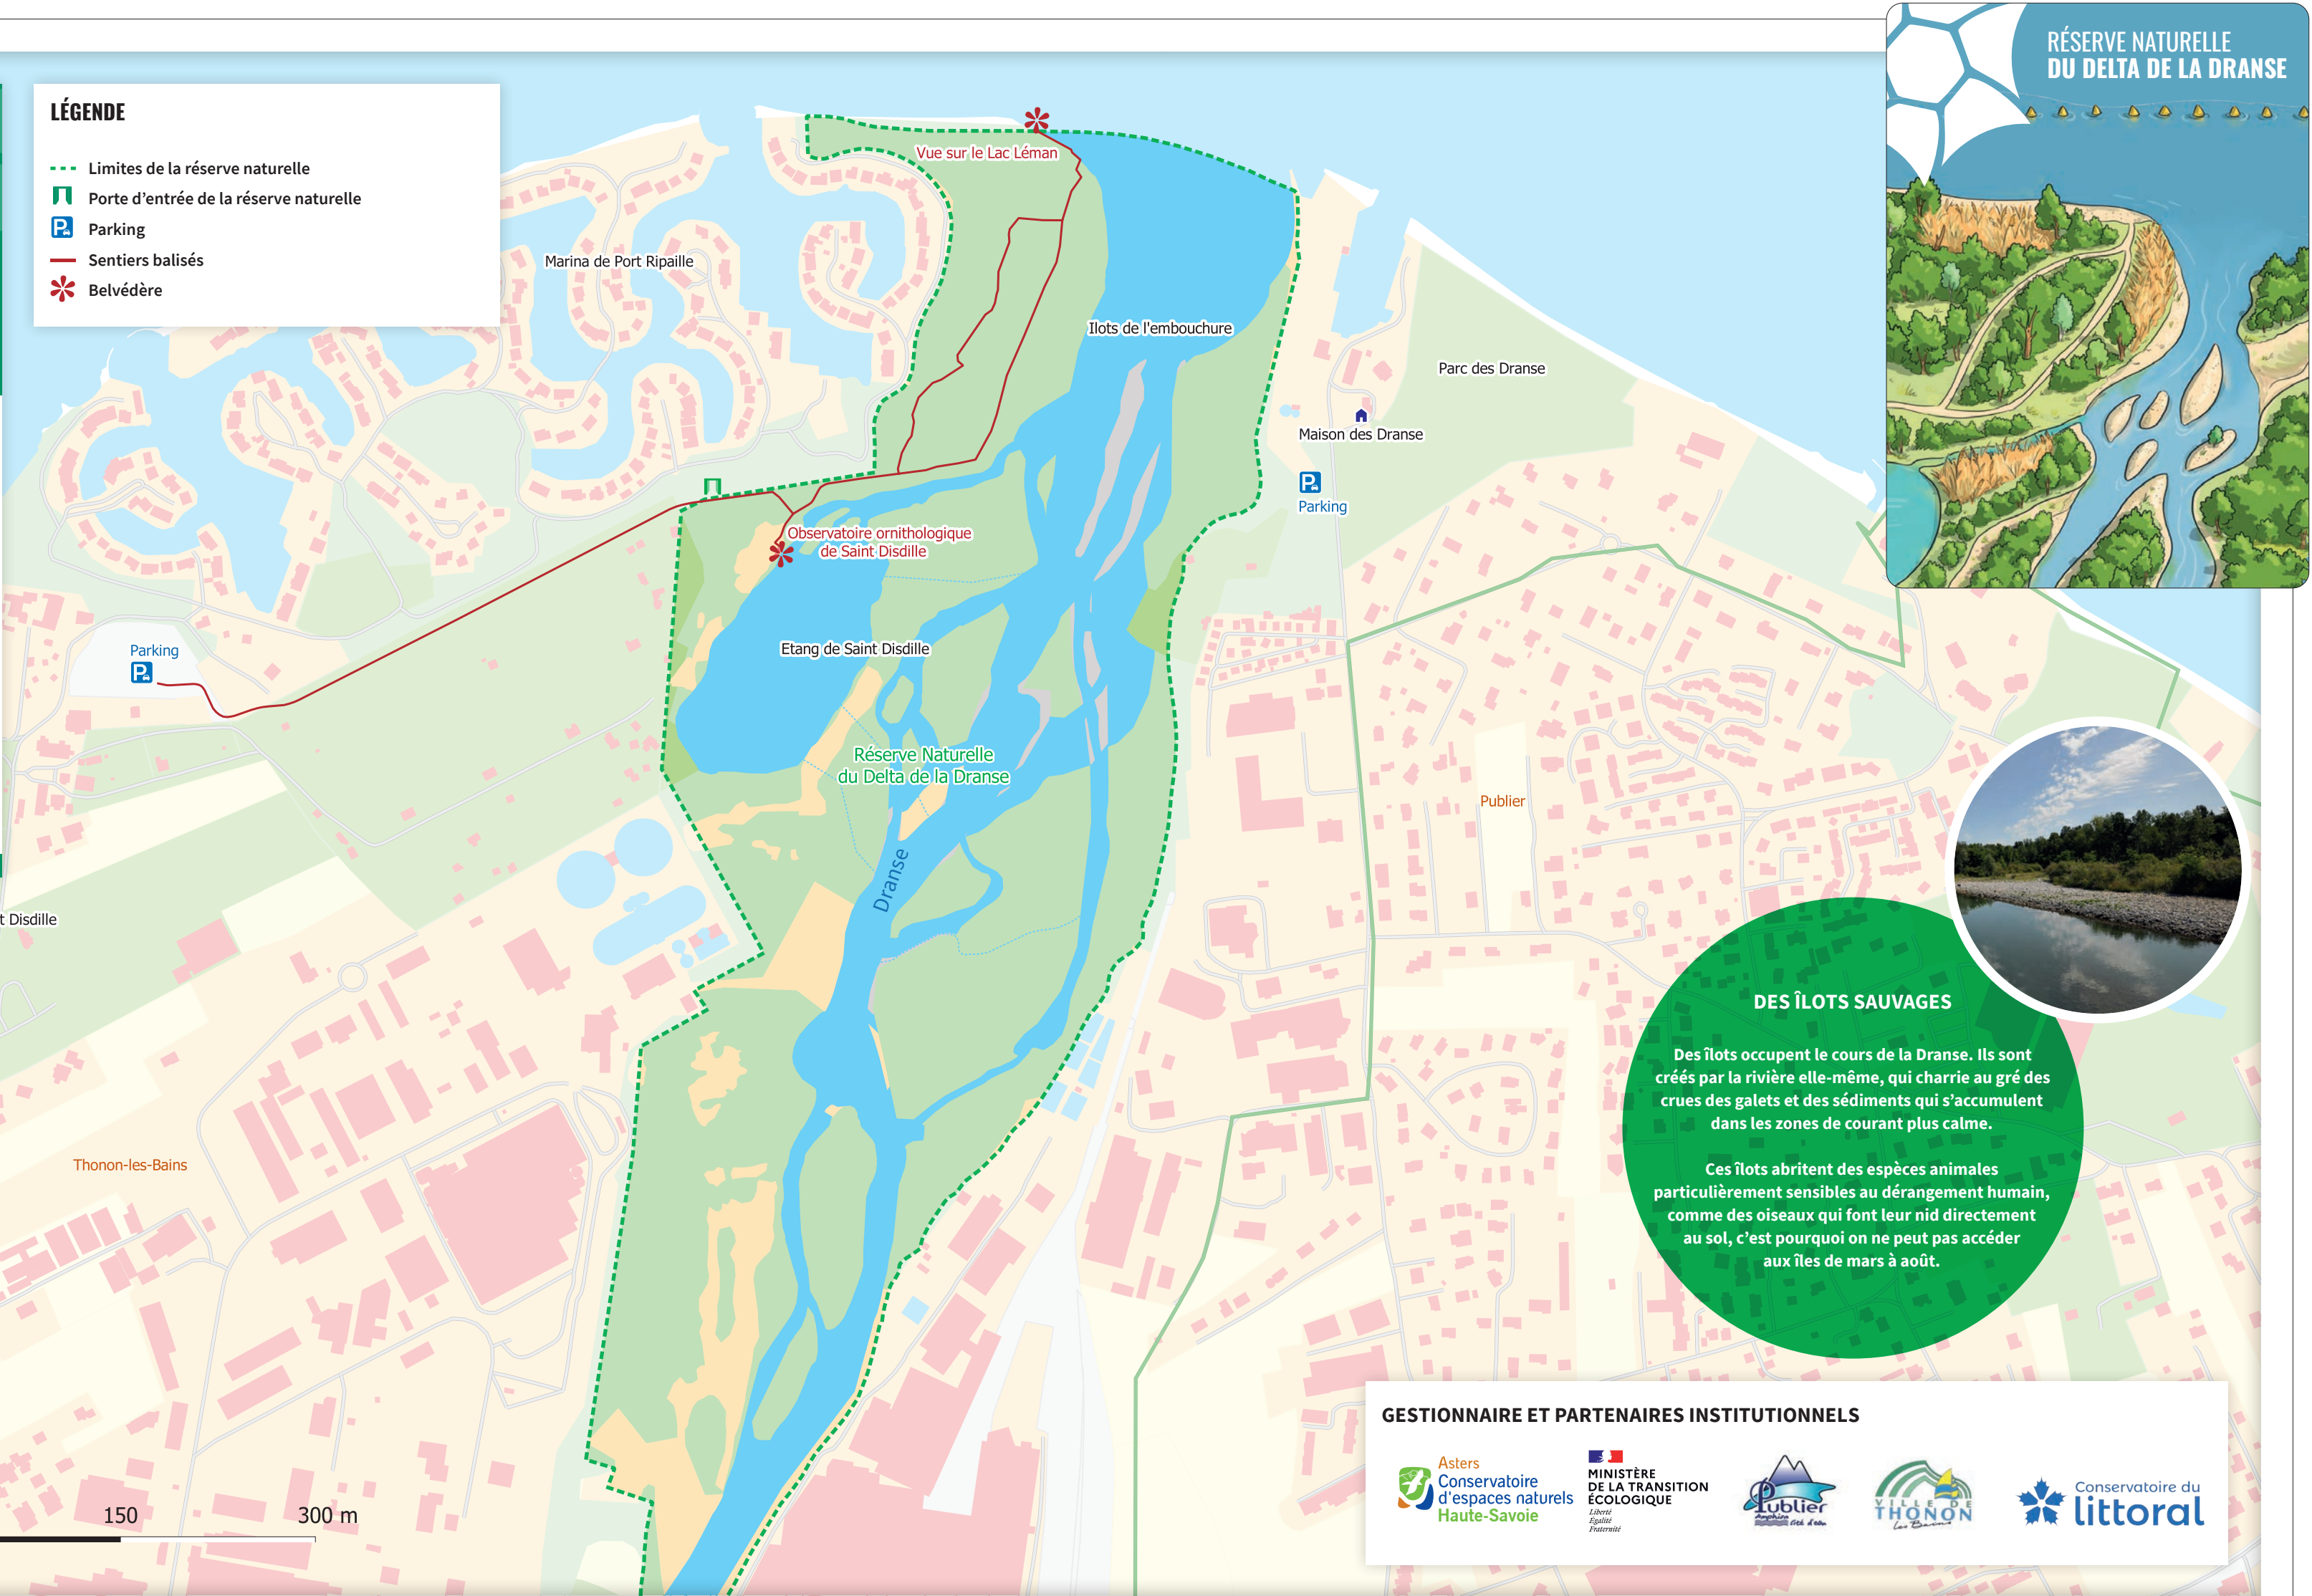 RÉSERVE NATURELLE
DU DELTA DE LA DRANSE
LÉGENDE
Limites de la réserve naturelle
Porte d'entrée de la réserve naturelle
Parking
Sentiers balisés
Belvédère
Vue sur le Lac Léman
Marina de Port Ripaille
Ilots de l'embouchure
Parc des Dranse
Maison des Dranse
Parking
Observatoire ornithologique
de Saint Disdille
Parking
Etang de Saint Disdille
Réserve Naturelle
du Delta de la Dranse
Publier
Dranse
t Disdille
Thonon-les-Bains
DES ÎLOTS SAUVAGES
Des îlots occupent le cours de la Dranse. Ils sont
créés par la rivière elle-même, qui charrie au gré des
crues des galets et des sédiments qui s'accumulent
dans les zones de courant plus calme.
Ces îlots abritent des espèces animales
particulièrement sensibles au dérangement humain,
comme des oiseaux qui font leur nid directement
au sol, c'est pourquoi on ne peut pas accéder
aux îles de mars à août.
150 300 m
GESTIONNAIRE ET PARTENAIRES INSTITUTIONNELS
Asters
Conservatoire
d'espaces naturels
Haute-Savoie
MINISTÈRE
DE LA TRANSITION
ÉCOLOGIQUE
Liberté
Égalité
Fraternité
Publier
Amphion cité d'eau
VILLE DE
THONON
les Bains
Conservatoire du
littoral